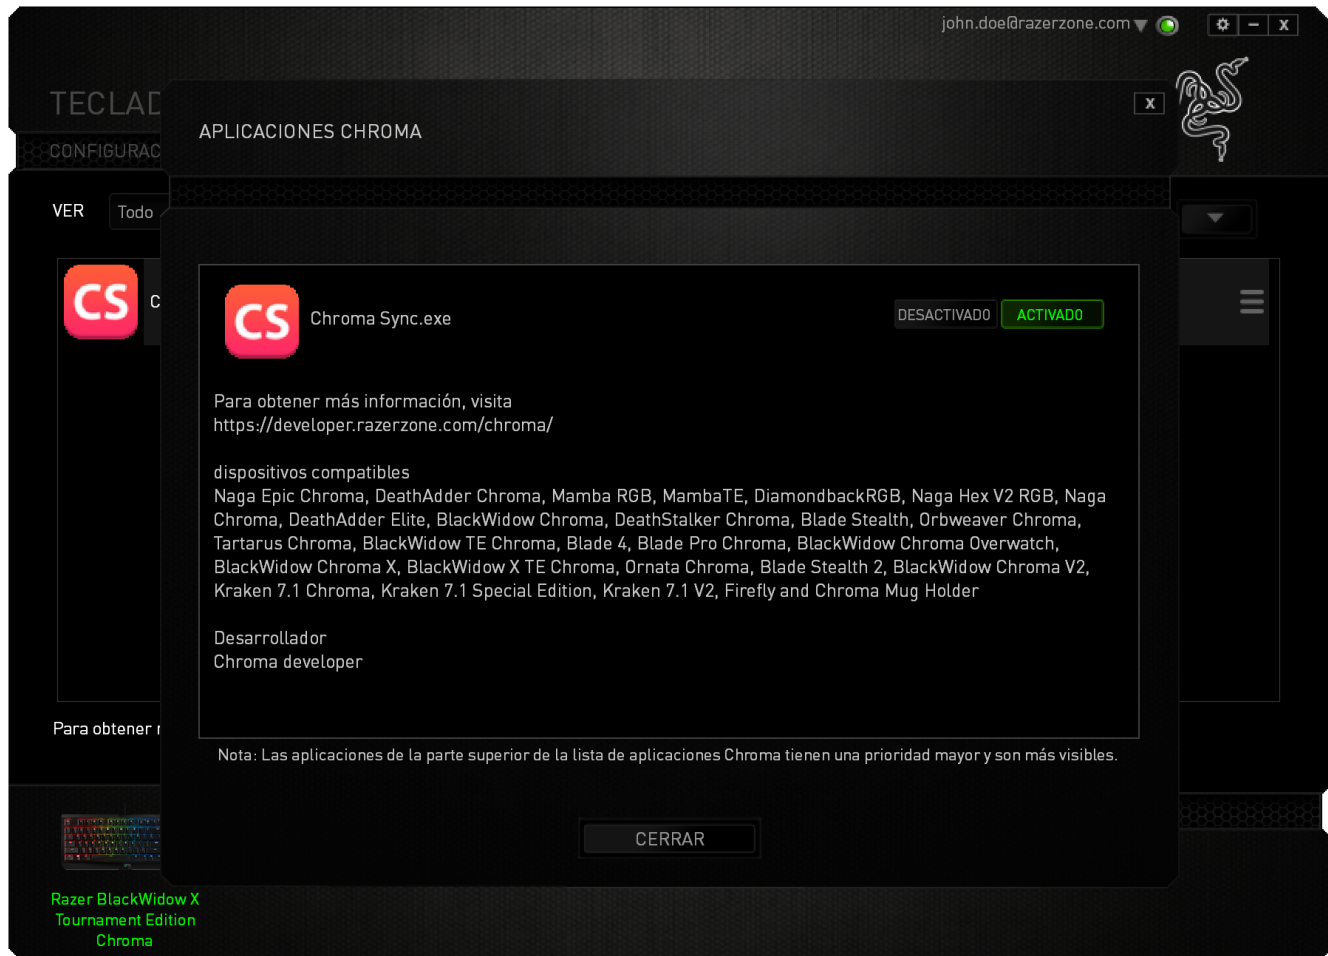 john.doe@razerzone.com
X
TECLAD
X
APLICACIONES CHROMA
CONFIGURAC
VER
Todo
CS
C
CS
Chroma Sync.exe
DESACTIVADO
ACTIVADO
Para obtener más información, visita
https://developer.razerzone.com/chroma/
dispositivos compatibles
Naga Epic Chroma, DeathAdder Chroma, Mamba RGB, MambaTE, DiamondbackRGB, Naga Hex V2 RGB, Naga
Chroma, DeathAdder Elite, BlackWidow Chroma, DeathStalker Chroma, Blade Stealth, Orbweaver Chroma,
Tartarus Chroma, BlackWidow TE Chroma, Blade 4, Blade Pro Chroma, BlackWidow Chroma Overwatch,
BlackWidow Chroma X, BlackWidow X TE Chroma, Ornata Chroma, Blade Stealth 2, BlackWidow Chroma V2,
Kraken 7.1 Chroma, Kraken 7.1 Special Edition, Kraken 7.1 V2, Firefly and Chroma Mug Holder
Desarrollador
Chroma developer
Para obtener
Nota: Las aplicaciones de la parte superior de la lista de aplicaciones Chroma tienen una prioridad mayor y son más visibles.
CERRAR
Razer BlackWidow X
Tournament Edition
Chroma